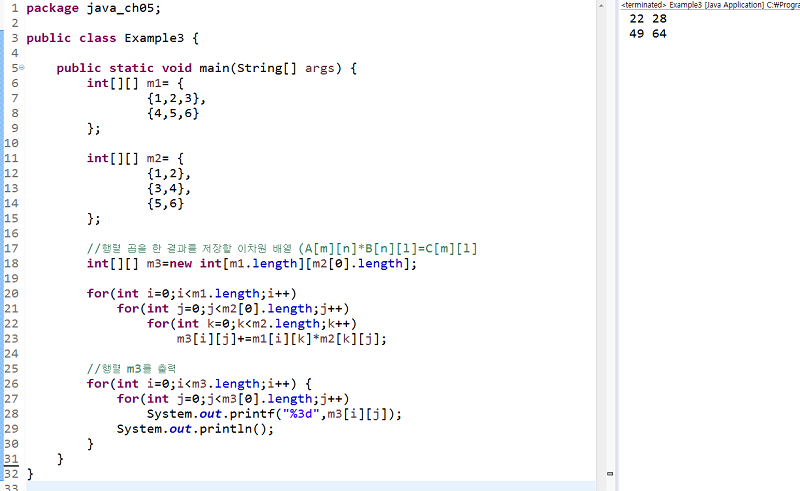 1 package java_ch05;
2
3 public class Example3 {
4
5 public static void main(String[] args) {
6 int[][] m1= {
7 {1,2,3},
8 {4,5,6}
9 };
10
11 int[][] m2= {
12 {1,2},
13 {3,4},
14 {5,6}
15 };
16
17 //행렬 곱을 한 결과를 저장할 이차원 배열 (A[m][n]*B[n][l]=C[m][l]
18 int[][] m3=new int[m1.length][m2[0].length];
19
20 for(int i=0;i<m1.length;i++)
21 for(int j=0;j<m2[0].length;j++)
22 for(int k=0;k<m2.length;k++)
23 m3[i][j]+=m1[i][k]*m2[k][j];
24
25 //행렬 m3를 출력
26 for(int i=0;i<m3.length;i++) {
27 for(int j=0;j<m3[0].length;j++)
28 System.out.printf("%3d",m3[i][j]);
29 System.out.println();
30 }
31 }
32 }
33
<terminated> Example3 [Java Application] C:₩Progra
22 28
49 64